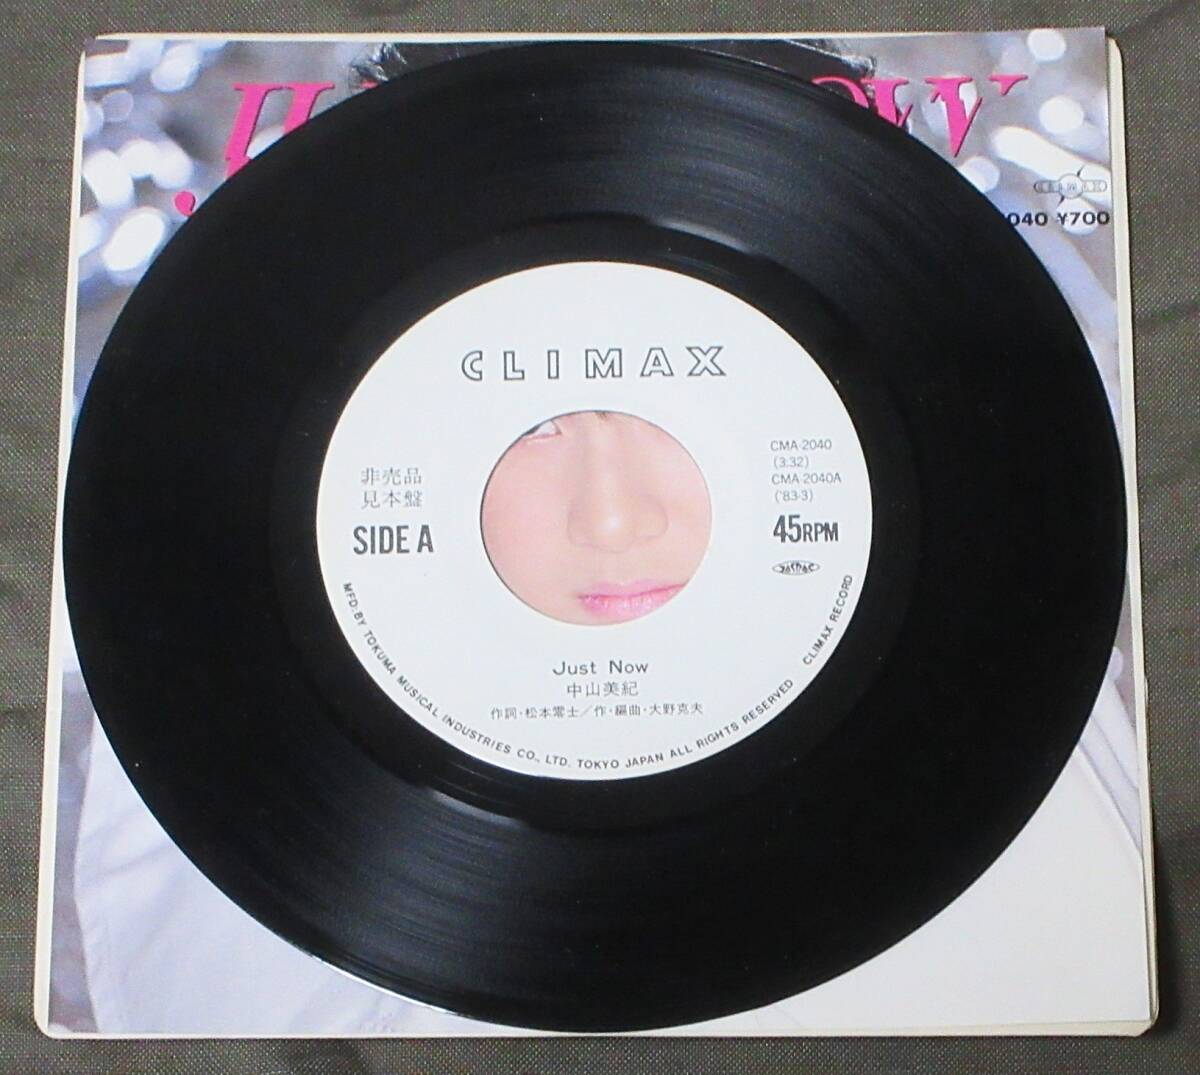 CLIMAX
040 ¥700
CLIMAX
CMA-2040
(3:32)
CMA-2040A
('83-3)
非売品
見本盤
SIDE A
45RPM
JASRAC
Just Now
中山美紀
作詞・松本零士／作・編曲・大野克夫
MFD: BY TOKUMA MUSICAL INDUSTRIES CO., LTD. TOKYO JAPAN ALL RIGHTS RESERVED CLIMAX RECORD